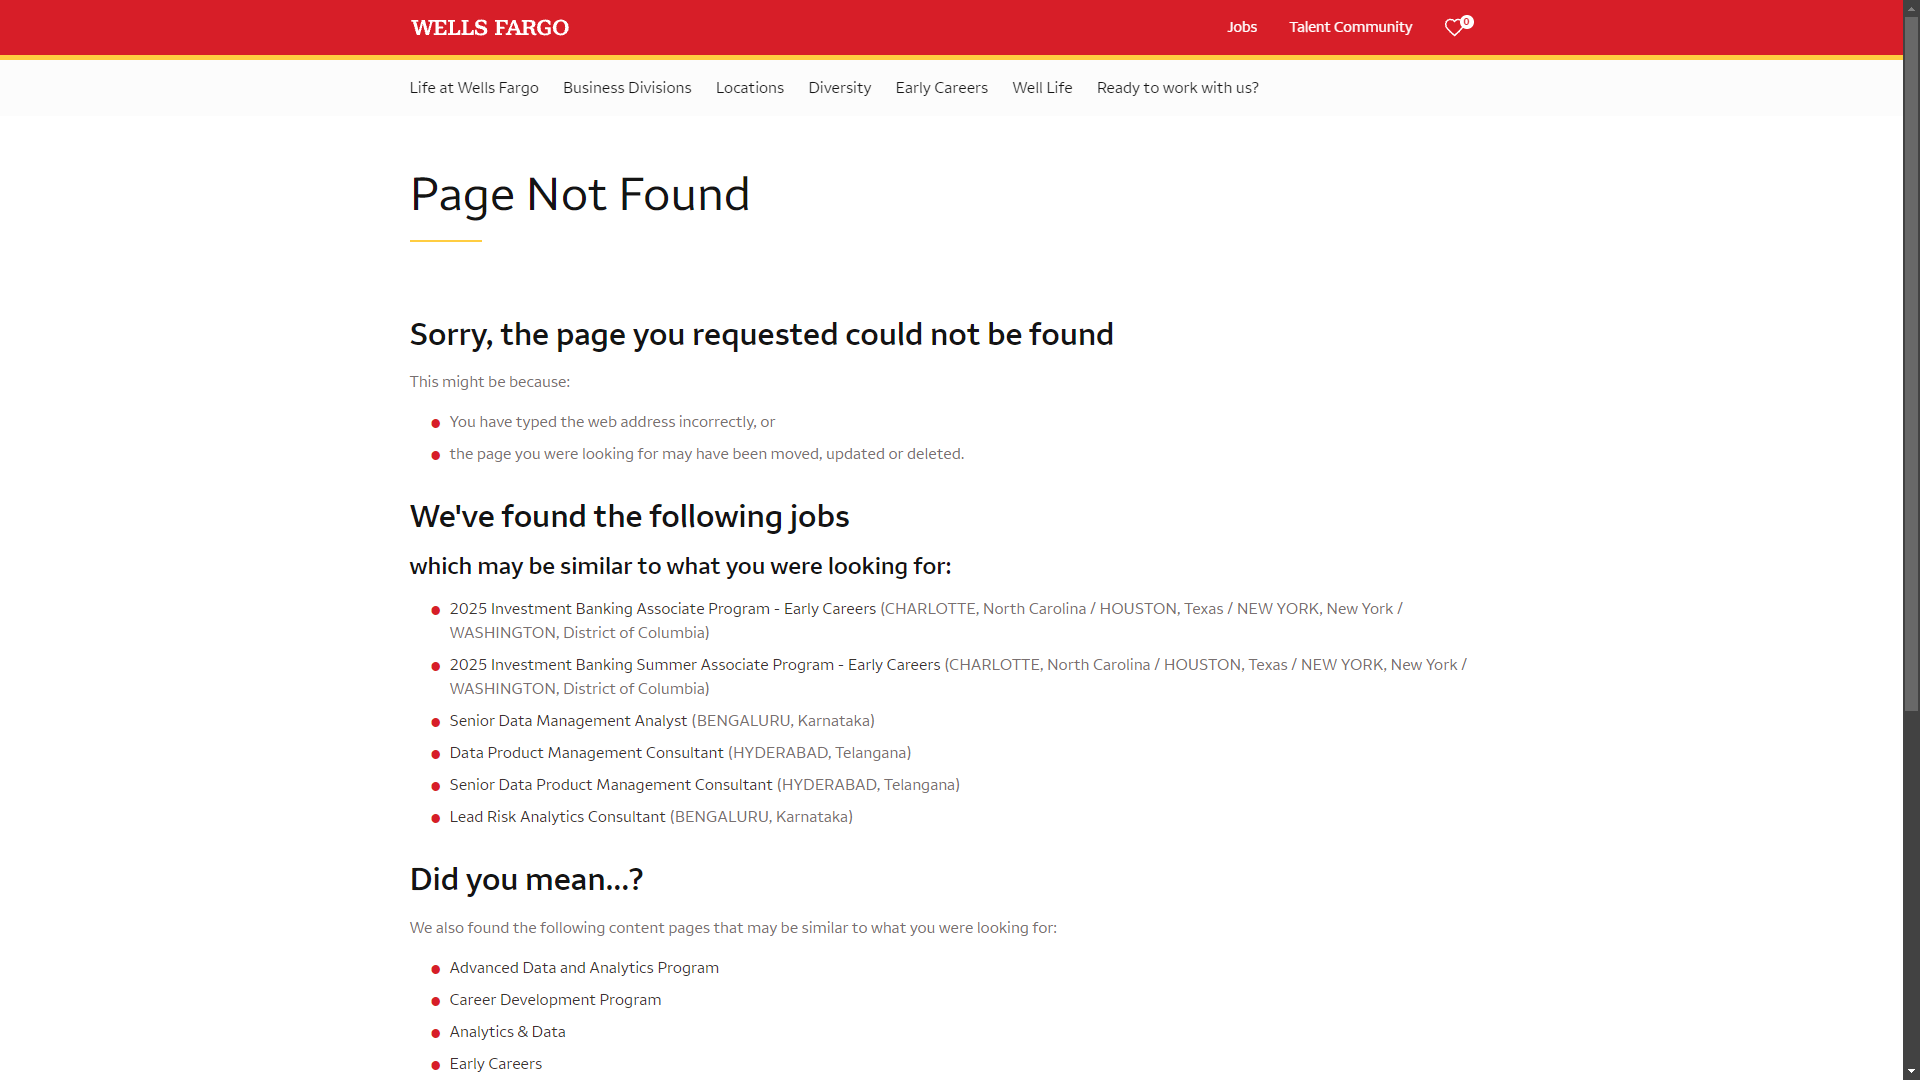 WELLS FARGO
Jobs
Talent Community
0
Life at Wells Fargo
Business Divisions
Locations
Diversity
Early Careers
Well Life
Ready to work with us?
Page Not Found
Sorry, the page you requested could not be found
This might be because:
You have typed the web address incorrectly, or
the page you were looking for may have been moved, updated or deleted.
We've found the following jobs
which may be similar to what you were looking for:
2025 Investment Banking Associate Program - Early Careers (CHARLOTTE, North Carolina / HOUSTON, Texas / NEW YORK, New York /
WASHINGTON, District of Columbia)
2025 Investment Banking Summer Associate Program - Early Careers (CHARLOTTE, North Carolina / HOUSTON, Texas / NEW YORK, New York /
WASHINGTON, District of Columbia)
Senior Data Management Analyst (BENGALURU, Karnataka)
Data Product Management Consultant (HYDERABAD, Telangana)
Senior Data Product Management Consultant (HYDERABAD, Telangana)
Lead Risk Analytics Consultant (BENGALURU, Karnataka)
Did you mean...?
We also found the following content pages that may be similar to what you were looking for:
Advanced Data and Analytics Program
Career Development Program
Analytics & Data
Early Careers